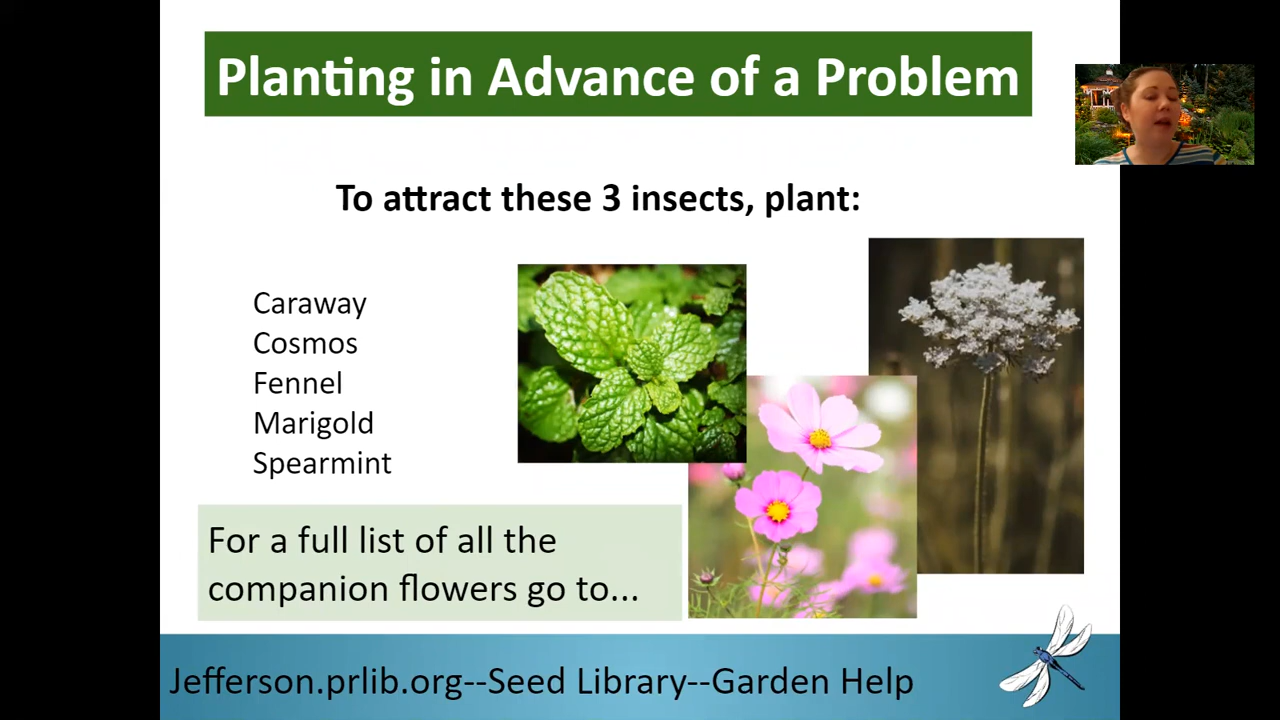 Planting in Advance of a Problem
To attract these 3 insects, plant:
Caraway
Cosmos
Fennel
Marigold
Spearmint
For a full list of all the
companion flowers go to...
Jefferson.prlib.org--Seed Library--Garden Help